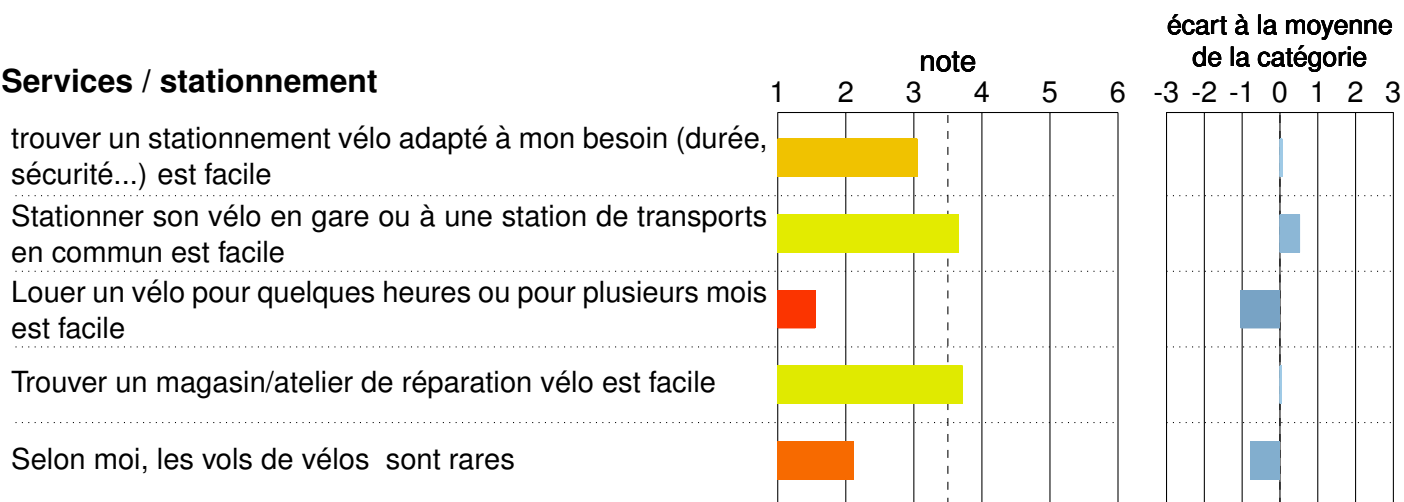 écart à la moyenne
note de la catégorie
Services / stationnement
1 2 3 4 5 6 -3 -2 -1 0 1 2 3
trouver un stationnement vélo adapté à mon besoin (durée,
sécurité...) est facile
Stationner son vélo en gare ou à une station de transports
en commun est facile
Louer un vélo pour quelques heures ou pour plusieurs mois
est facile
Trouver un magasin/atelier de réparation vélo est facile
Selon moi, les vols de vélos sont rares